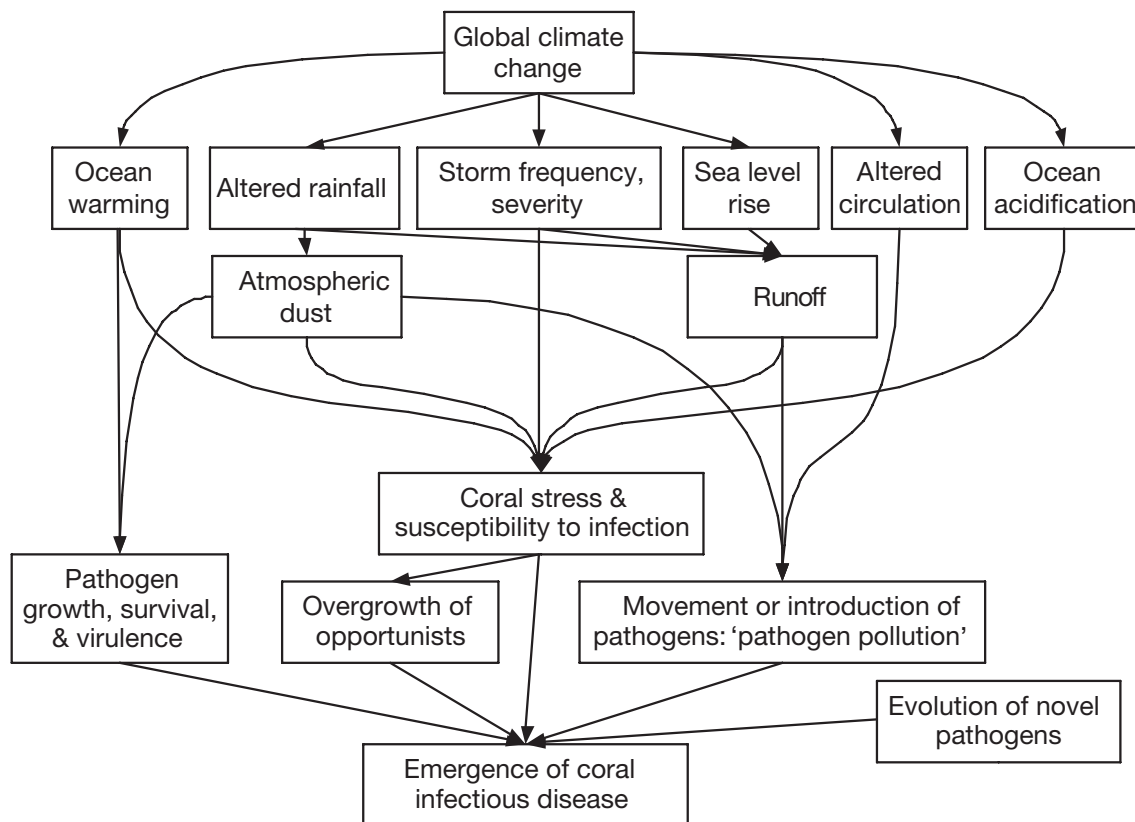 Global climate
change
Ocean
warming
Altered rainfall
Storm frequency,
severity
Sea level
rise
Altered
circulation
Ocean
acidification
Atmospheric
dust
Runoff
Coral stress &
susceptibility to infection
Pathogen
growth, survival,
& virulence
Overgrowth of
opportunists
Movement or introduction of
pathogens: ‘pathogen pollution’
Evolution of novel
pathogens
Emergence of coral
infectious disease